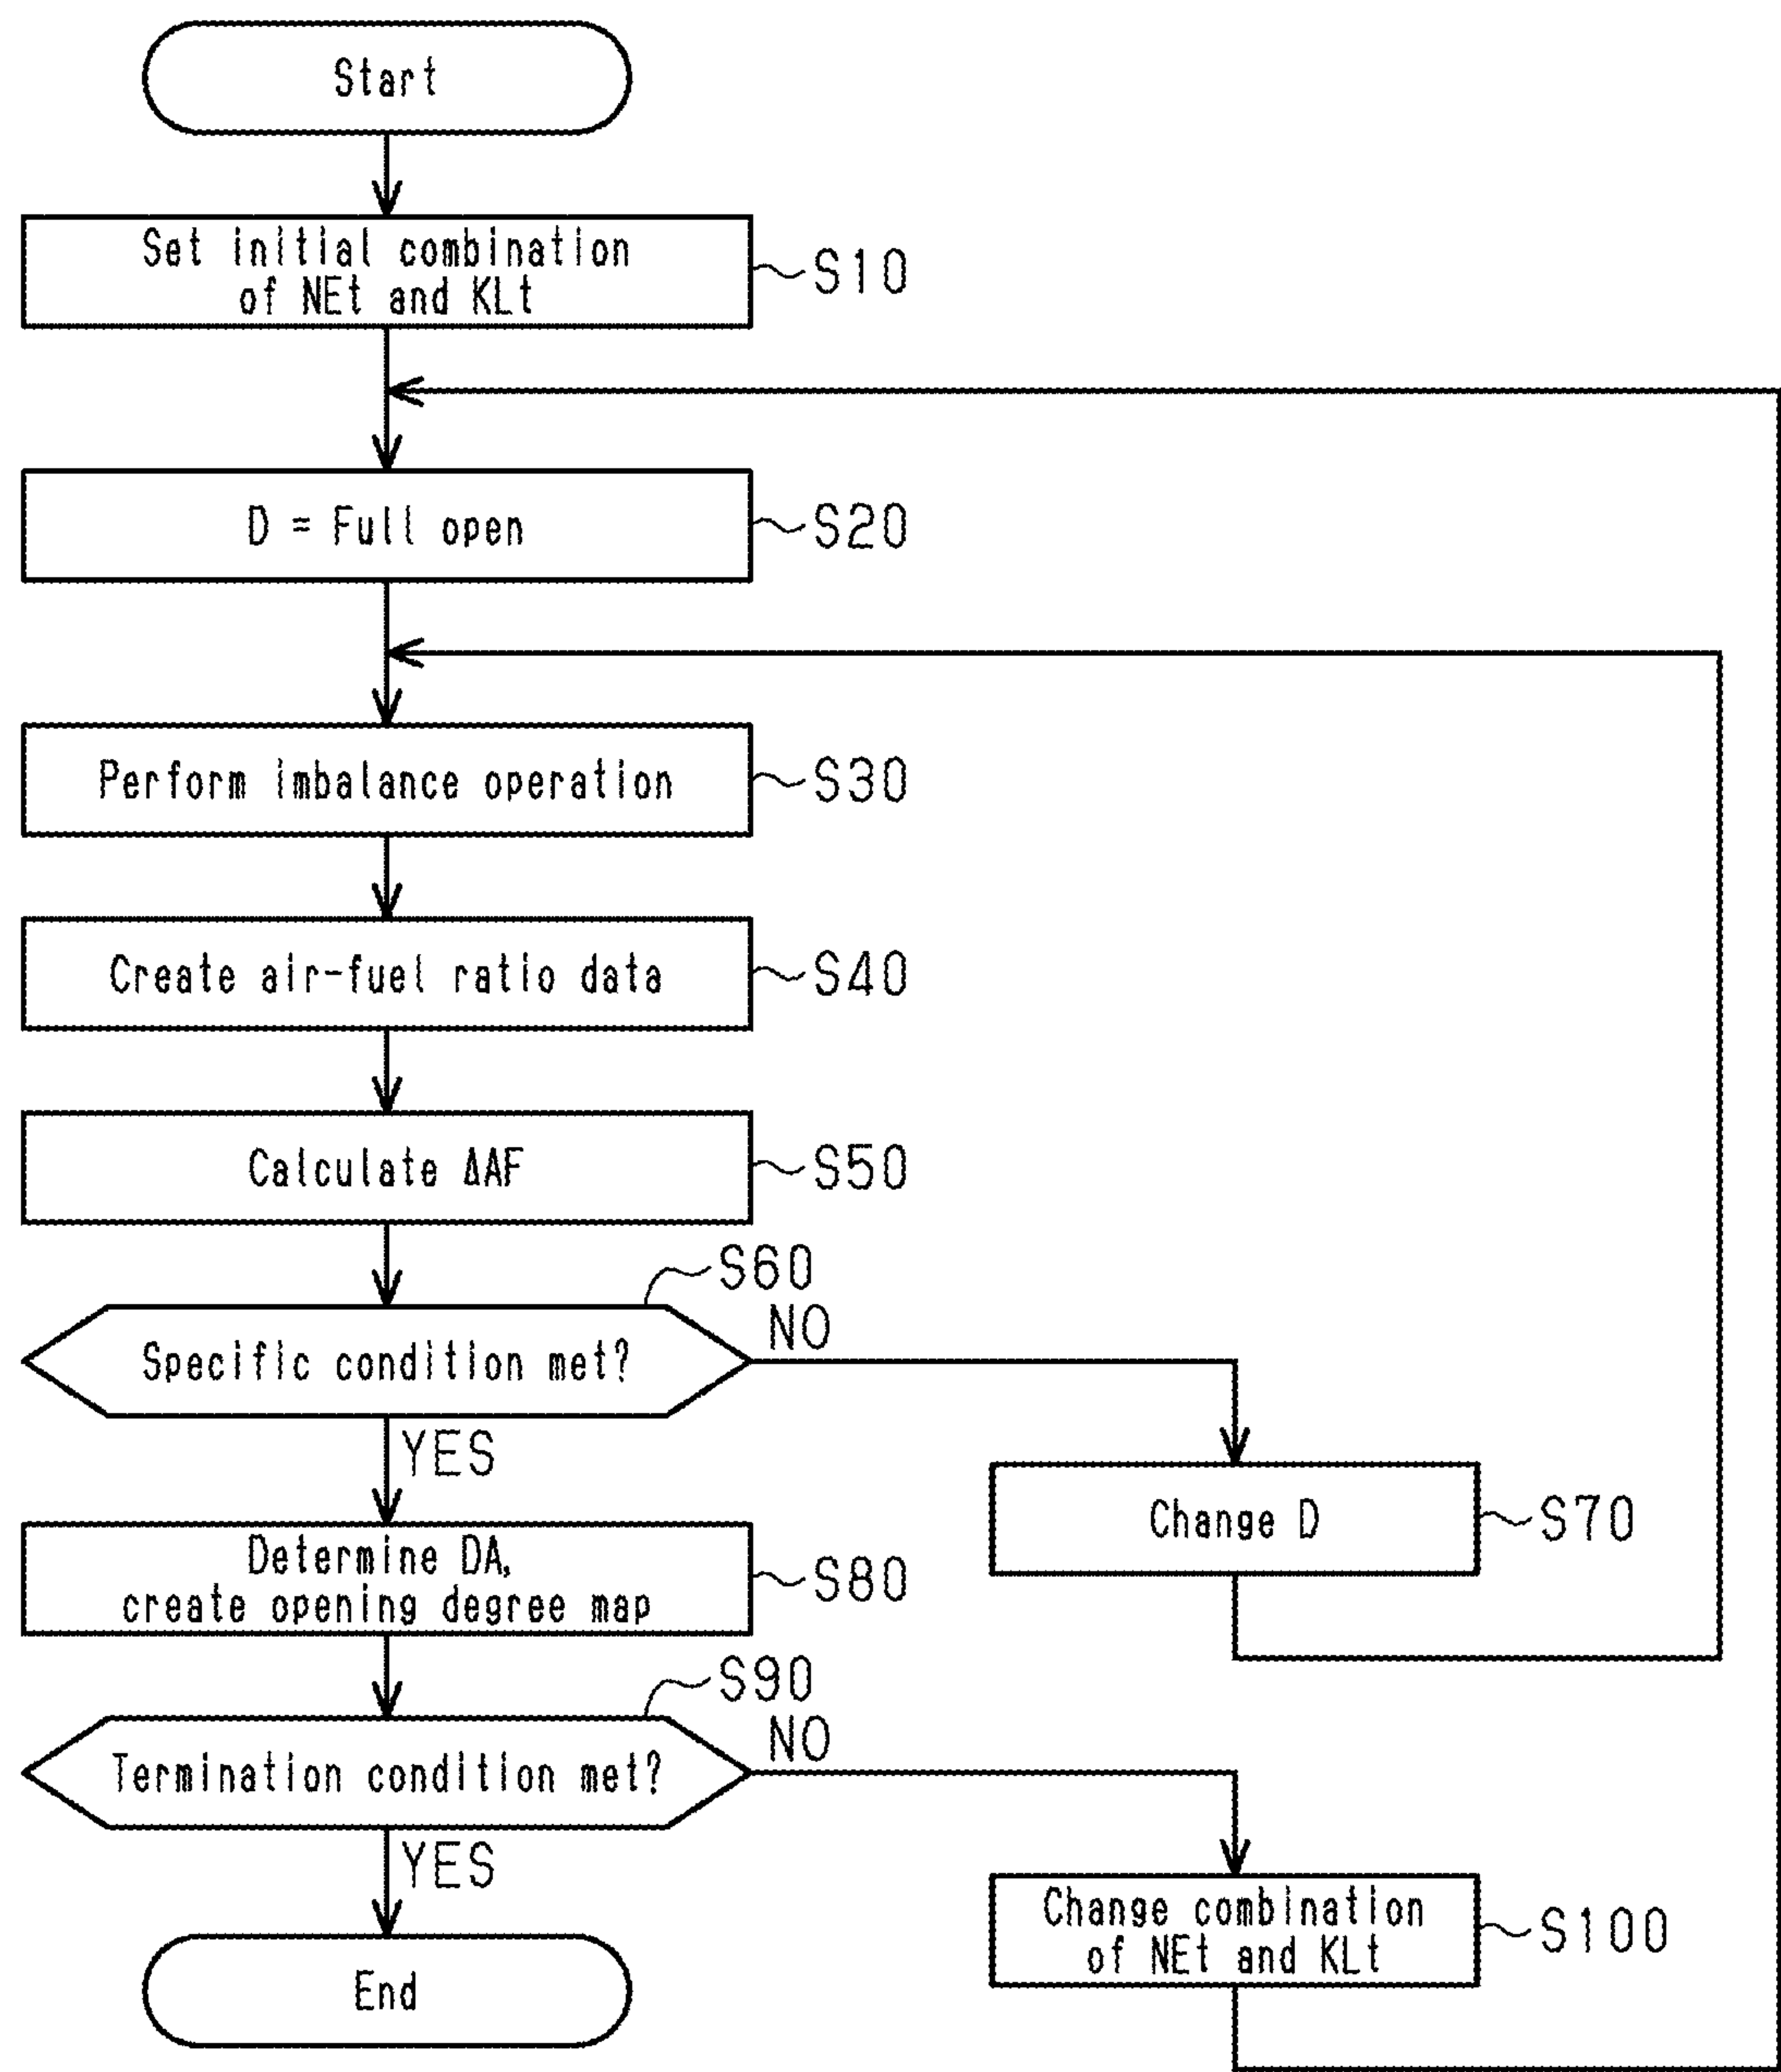 Start
Set initial combination
of NEt and KLt
S10
D = Full open
S20
Perform imbalance operation
S30
Create air-fuel ratio data
S40
Calculate ΔAF
S50
S60
Specific condition met?
NO
YES
Change D
S70
Determine DA,
create opening degree map
S80
S90
Termination condition met?
NO
YES
Change combination
of NEt and KLt
S100
End